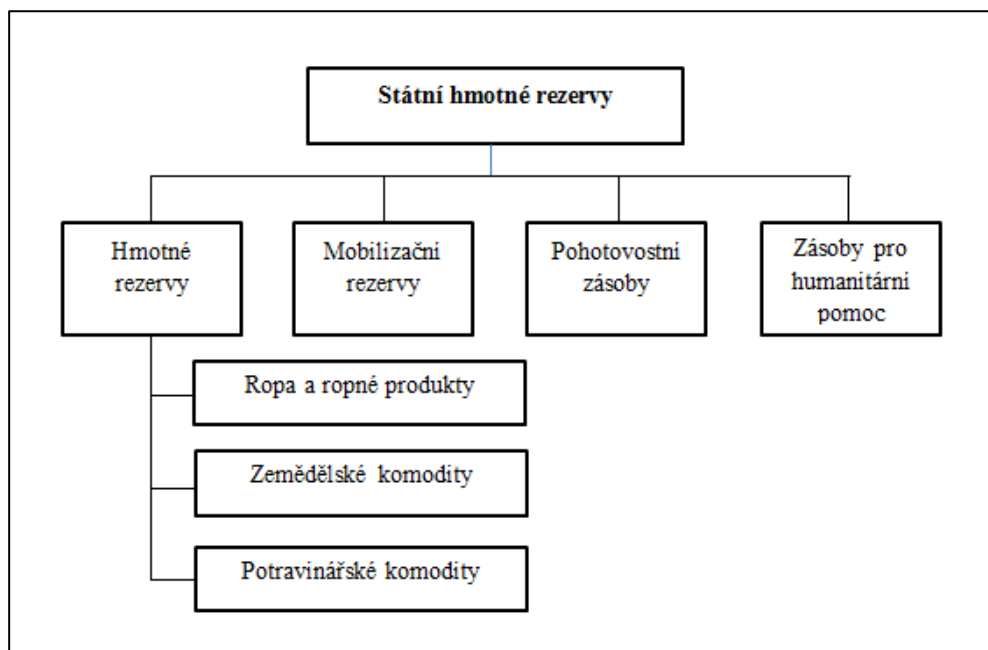 Státní hmotné rezervy
Hmotné
rezervy
Mobilizační
rezervy
Pohotovostní
zásoby
Zásoby pro
humanitární
pomoc
Ropa a ropné produkty
Zemědělské komodity
Potravinářské komodity